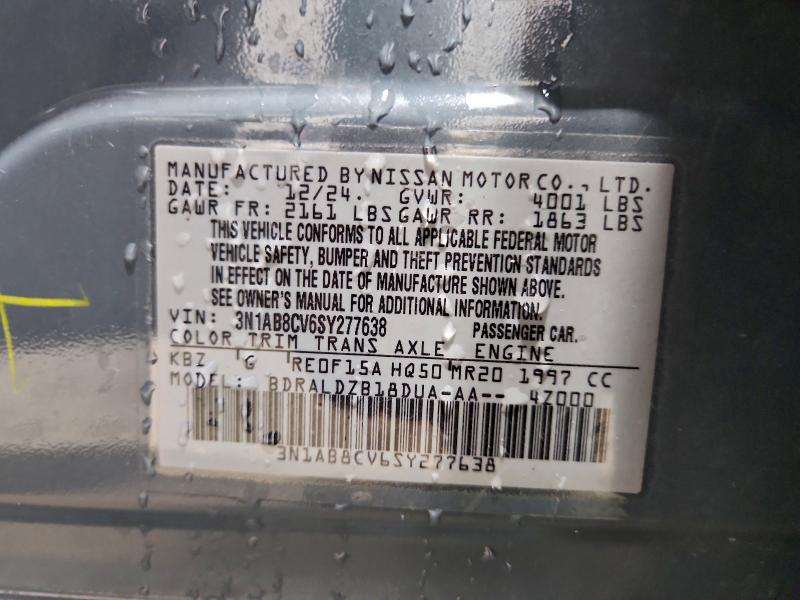 MANUFACTURED BY NISSAN MOTOR CO., LTD.
DATE: 12/24. GVWR: 4001 LBS
GAWR FR: 2161 LBS GAWR RR: 1863 LBS
THIS VEHICLE CONFORMS TO ALL APPLICABLE FEDERAL MOTOR
VEHICLE SAFETY, BUMPER AND THEFT PREVENTION STANDARDS
IN EFFECT ON THE DATE OF MANUFACTURE SHOWN ABOVE.
SEE OWNER'S MANUAL FOR ADDITIONAL INFORMATION.
VIN: 3N1AB8CV6SY277638 PASSENGER CAR.
COLOR TRIM TRANS AXLE ENGINE
KBZ G RE0F15A HQ50 MR20 1997 CC
MODEL: BDRALDZB18DUA-AA-- 4Z000
3N1AB8CV6SY277638